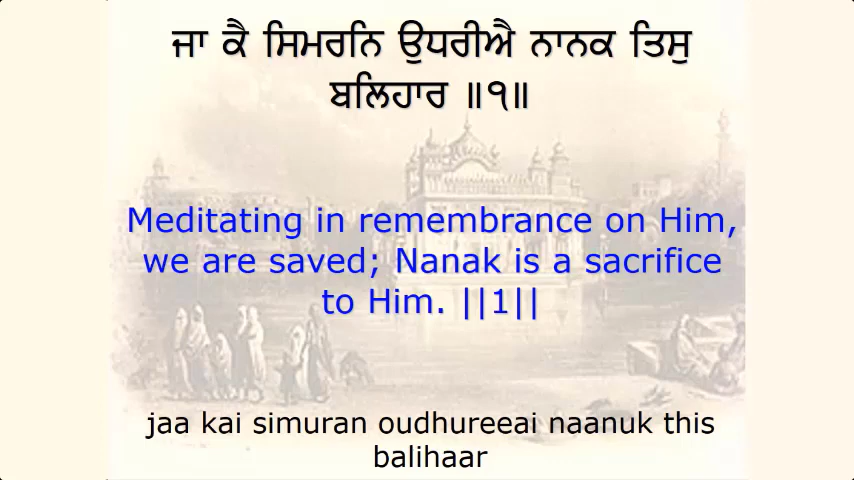 ਜਾ ਕੈ ਸਿਮਰਨਿ ਉਧਰੀਐ ਨਾਨਕ ਤਿਸੁ
ਬਲਿਹਾਰ ॥੧॥
Meditating in remembrance on Him,
we are saved; Nanak is a sacrifice
to Him. ||1||
jaa kai simuran oudhureeai naanuk this
balihaar